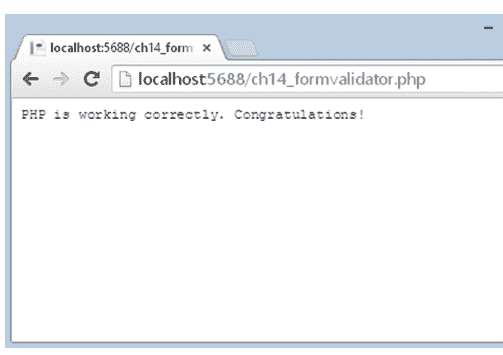 localhost:5688/ch14_form
localhost:5688/ch14_formvalidator.php
PHP is working correctly. Congratulations!